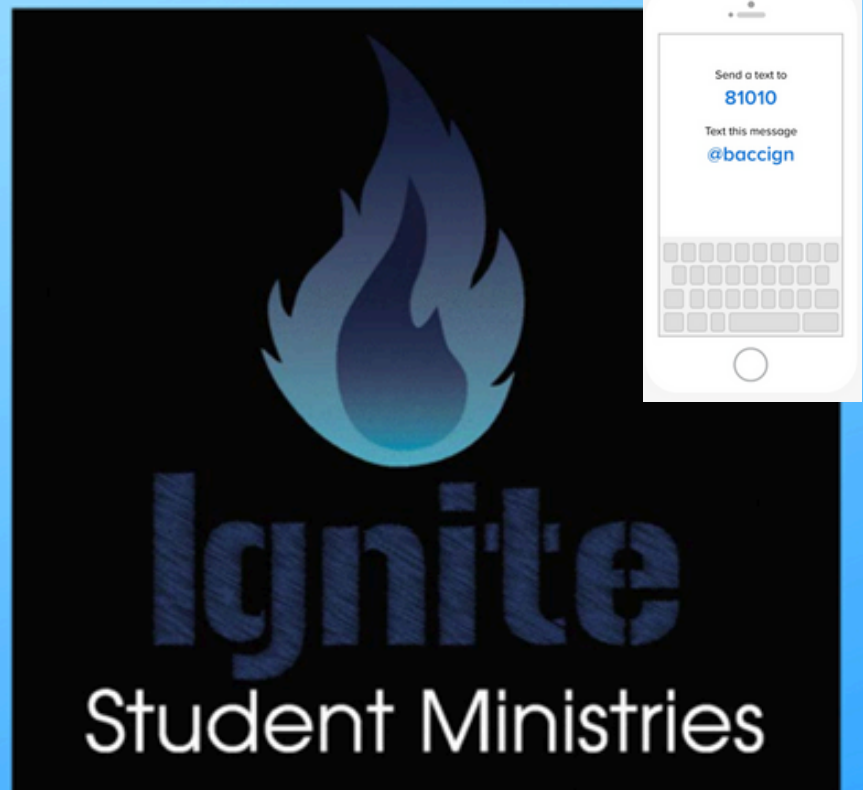 Send a text to
81010
Text this message
@baccign
Ignite
Student Ministries